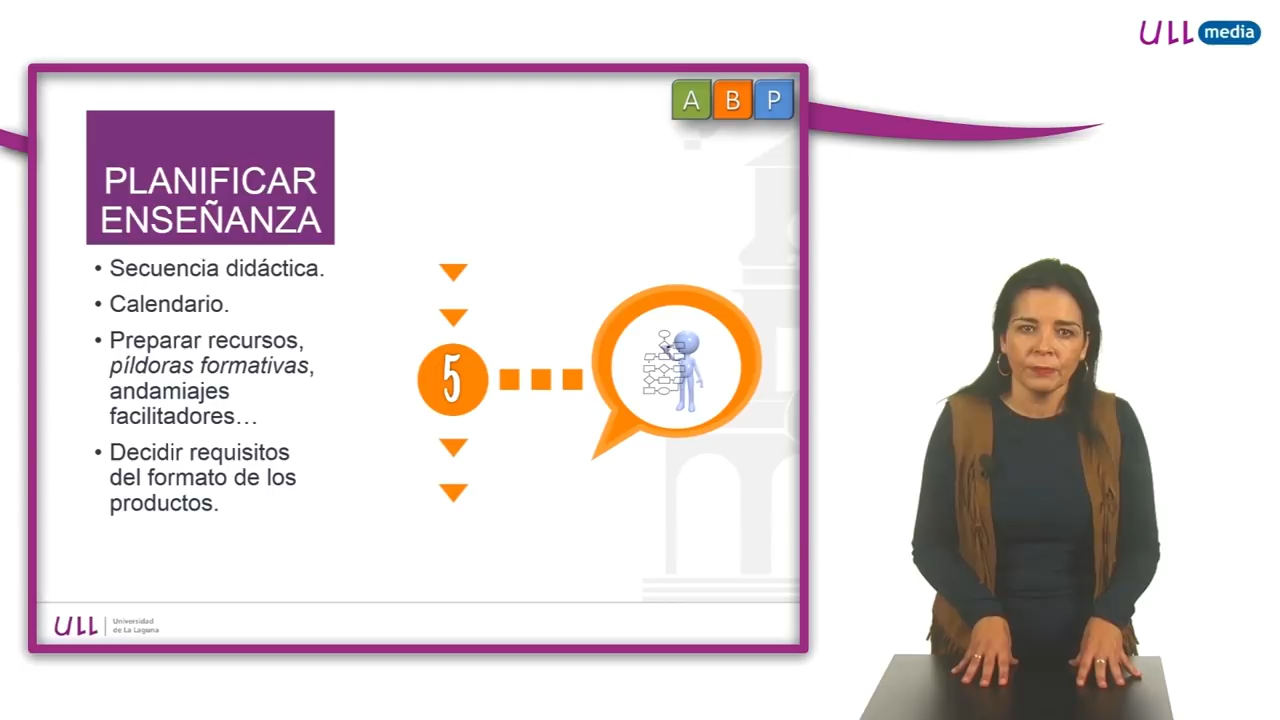 ULL media
A B P
PLANIFICAR
ENSEÑANZA
• Secuencia didáctica.
• Calendario.
• Preparar recursos,
píldoras formativas,
andamiajes
facilitadores…
• Decidir requisitos
del formato de los
productos.
5
ULL
Universidad
de La Laguna